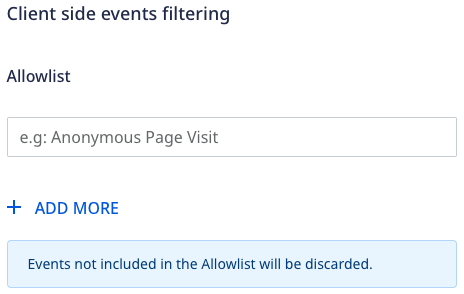 Client side events filtering
Allowlist
e.g: Anonymous Page Visit
+ ADD MORE
Events not included in the Allowlist will be discarded.